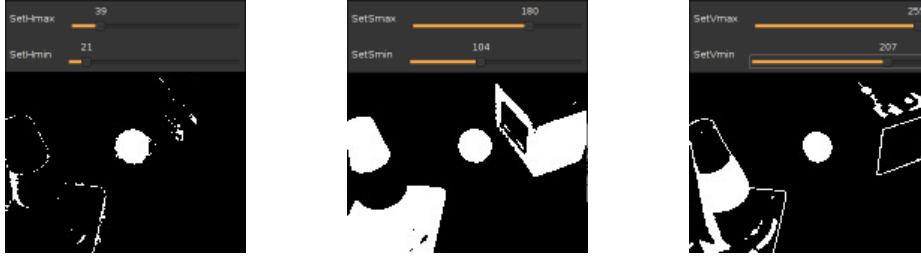 SetHmax 39
SetHmin 21
SetSmax 180
SetSmin 104
SetVmax
SetVmin 207